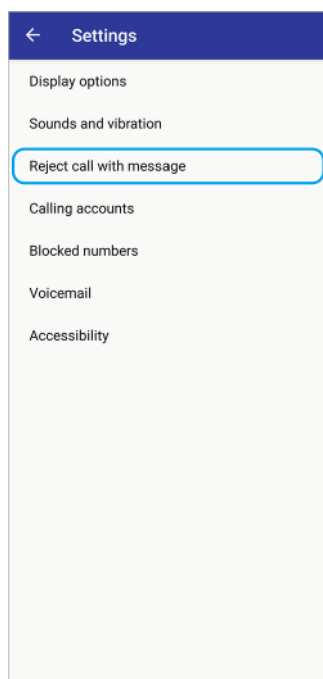 Settings
Display options
Sounds and vibration
Reject call with message
Calling accounts
Blocked numbers
Voicemail
Accessibility